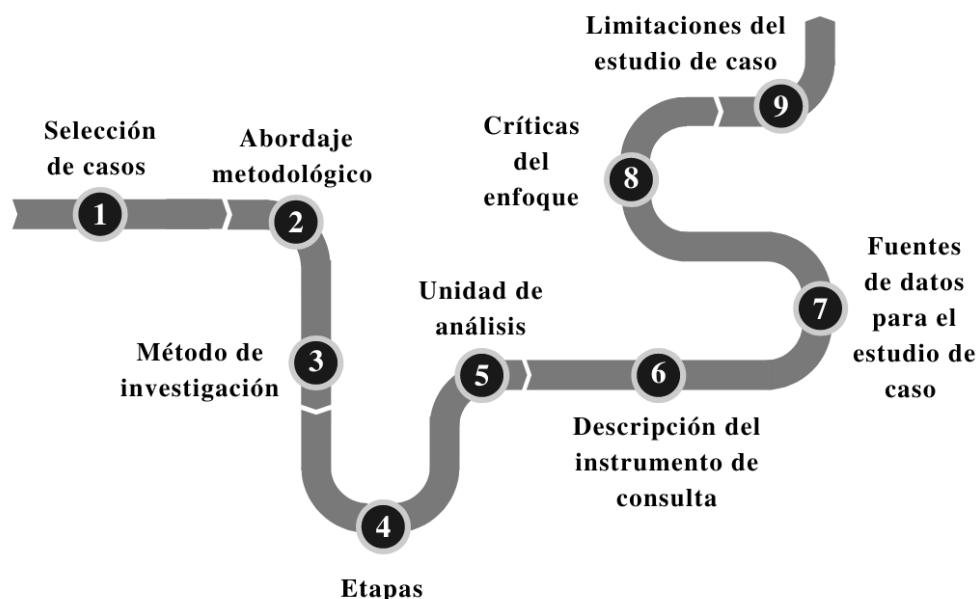 1
Selección
de casos
2
Abordaje
metodológico
3
Método de
investigación
4
Etapas
5
Unidad de
análisis
6
Descripción del
instrumento de
consulta
7
Fuentes
de datos
para el
estudio de
caso
8
Críticas
del
enfoque
9
Limitaciones del
estudio de caso